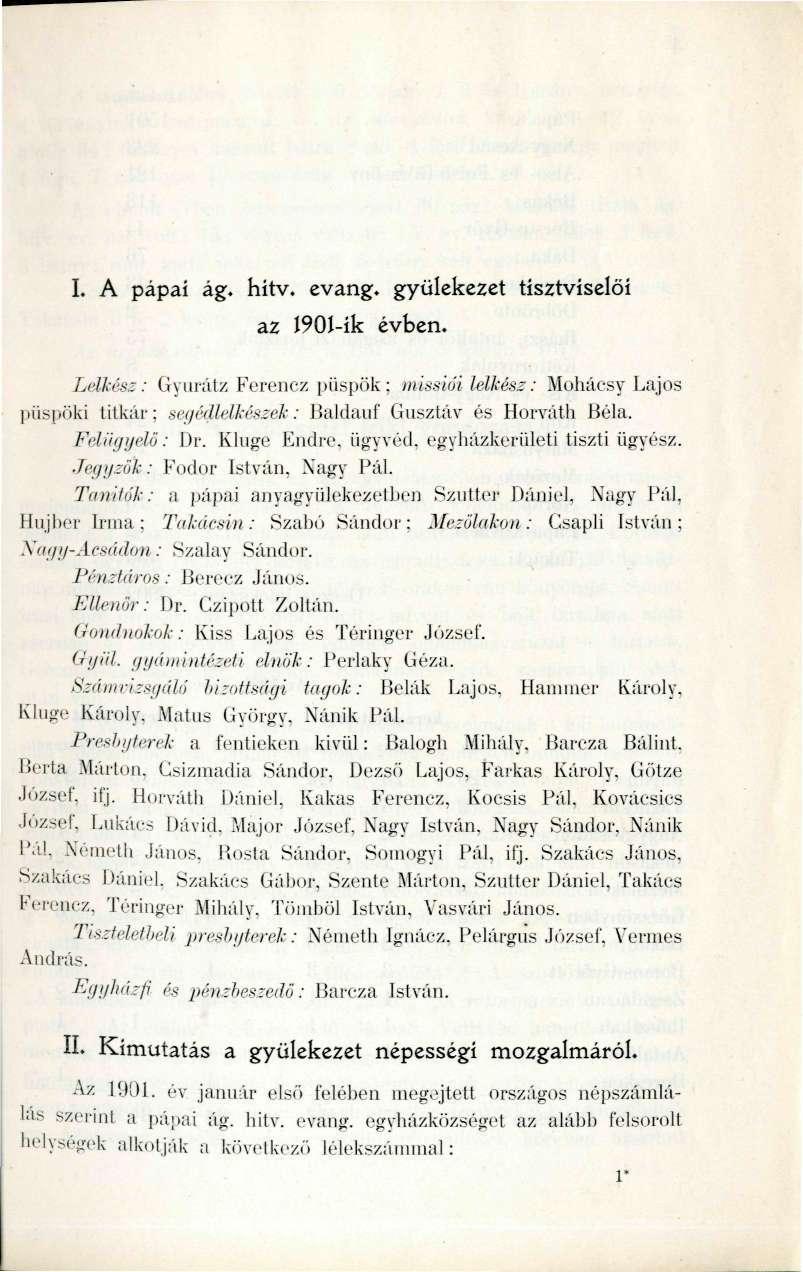 I. A pápai ág. hitv. evang. gyülekezet tisztviselői
az 1901-ik évben.
Lelkész: Gyurátz Ferencz püspök; missiói lelkész: Mohácsy Lajos
püspöki titkár; segédlelkészek: Baldauf Gusztáv és Horváth Béla.
Felügyelő: Dr. Kluge Endre, ügyvéd, egyházkerületi tiszti ügyész.
Jegyzők: Fodor István, Nagy Pál.
Tanitók: a pápai anyagyülekezetben Szutter Dániel, Nagy Pál,
Hujber Irma; Takácsin: Szabó Sándor; Mezőlakon: Csapli István;
Nagy-Acsádon: Szalay Sándor.
Pénztáros: Berecz János.
Ellenőr: Dr. Czipott Zoltán.
Gondnokok: Kiss Lajos és Téringer József.
Gyül. gyámintézeti elnök: Perlaky Géza.
Számvizsgáló bizottsági tagok: Belák Lajos, Hammer Károly,
Kluge Károly, Matus György, Nánik Pál.
Presbyterek a fentieken kivül: Balogh Mihály, Barcza Bálint,
Berta Márton, Csizmadia Sándor, Dezső Lajos, Farkas Károly, Götze
József, ifj. Horváth Dániel, Kakas Ferencz, Kocsis Pál, Kovácsics
József, Lukács Dávid, Major József, Nagy István, Nagy Sándor, Nánik
Pál, Németh János, Rosta Sándor, Somogyi Pál, ifj. Szakács János,
Szakács Dániel, Szakács Gábor, Szente Márton, Szutter Dániel, Takács
Ferencz, Téringer Mihály, Tömböl István, Vasvári János.
Tiszteletbeli presbyterek: Németh Ignácz, Pelárgus József, Vermes
András.
Egyházfi és pénzbeszedő: Barcza István.
II. Kimutatás a gyülekezet népességi mozgalmáról.
Az 1901. év január első felében megejtett országos népszámlá-
lás szerint a pápai ág. hitv. evang. egyházközséget az alább felsorolt
helységek alkotják a következő lélekszámmal:
1*